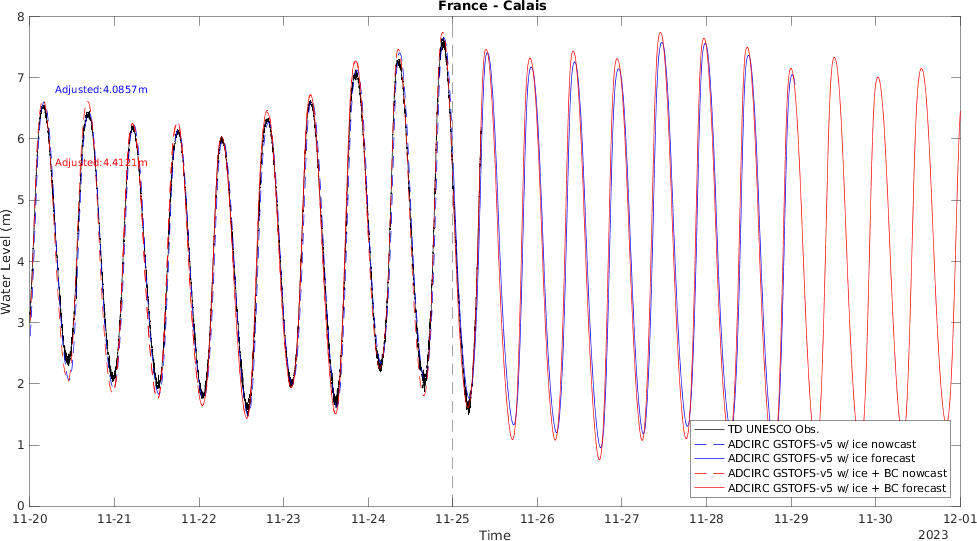 France - Calais
8
7
6
5
4
3
2
1
0
Water Level (m)
Adjusted:4.0857m
Adjusted:4.4121m
TD UNESCO Obs.
ADCIRC GSTOFS-v5 w/ ice nowcast
ADCIRC GSTOFS-v5 w/ ice forecast
ADCIRC GSTOFS-v5 w/ ice + BC nowcast
ADCIRC GSTOFS-v5 w/ ice + BC forecast
11-20 11-21 11-22 11-23 11-24 11-25 11-26 11-27 11-28 11-29 11-30 12-01
Time
2023